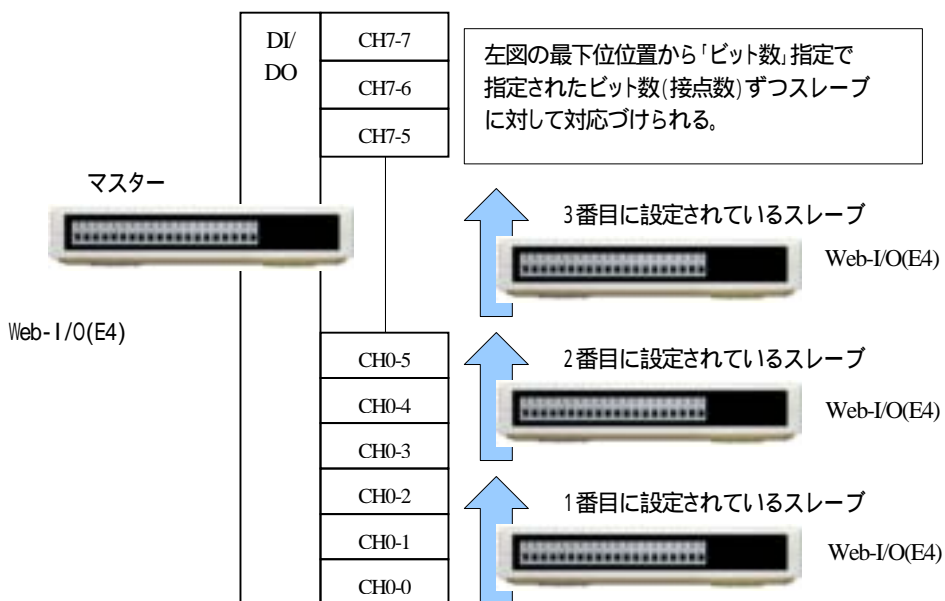 DI/
DO
CH7-7
CH7-6
CH7-5
左図の最下位位置から「ビット数」指定で
指定されたビット数(接点数)ずつスレーブ
に対して対応づけられる。
マスター
Web-I/O(E4)
3番目に設定されているスレーブ
Web-I/O(E4)
CH0-5
CH0-4
CH0-3
CH0-2
CH0-1
CH0-0
2番目に設定されているスレーブ
Web-I/O(E4)
1番目に設定されているスレーブ
Web-I/O(E4)